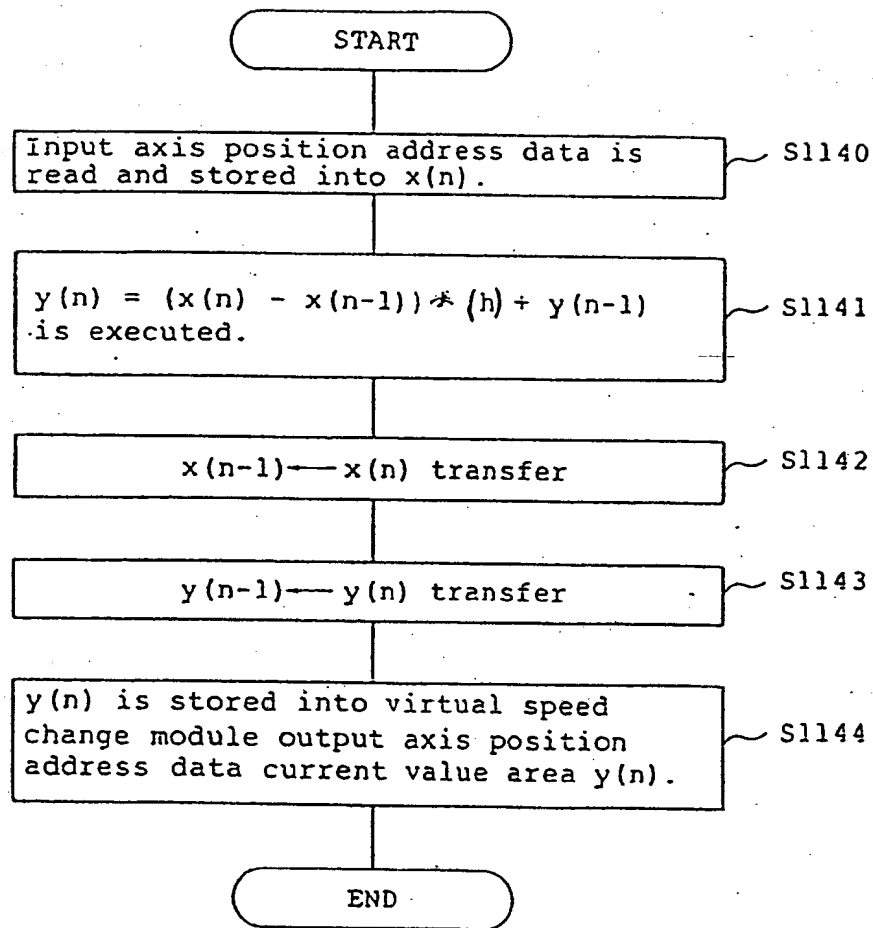 START
Input axis position address data is
read and stored into x(n).
S1140
y(n) = (x(n) - x(n-1)) * (h) + y(n-1)
is executed.
S1141
x(n-1)← x(n) transfer
S1142
y(n-1)← y(n) transfer
S1143
y(n) is stored into virtual speed
change module output axis position
address data current value area y(n).
S1144
END